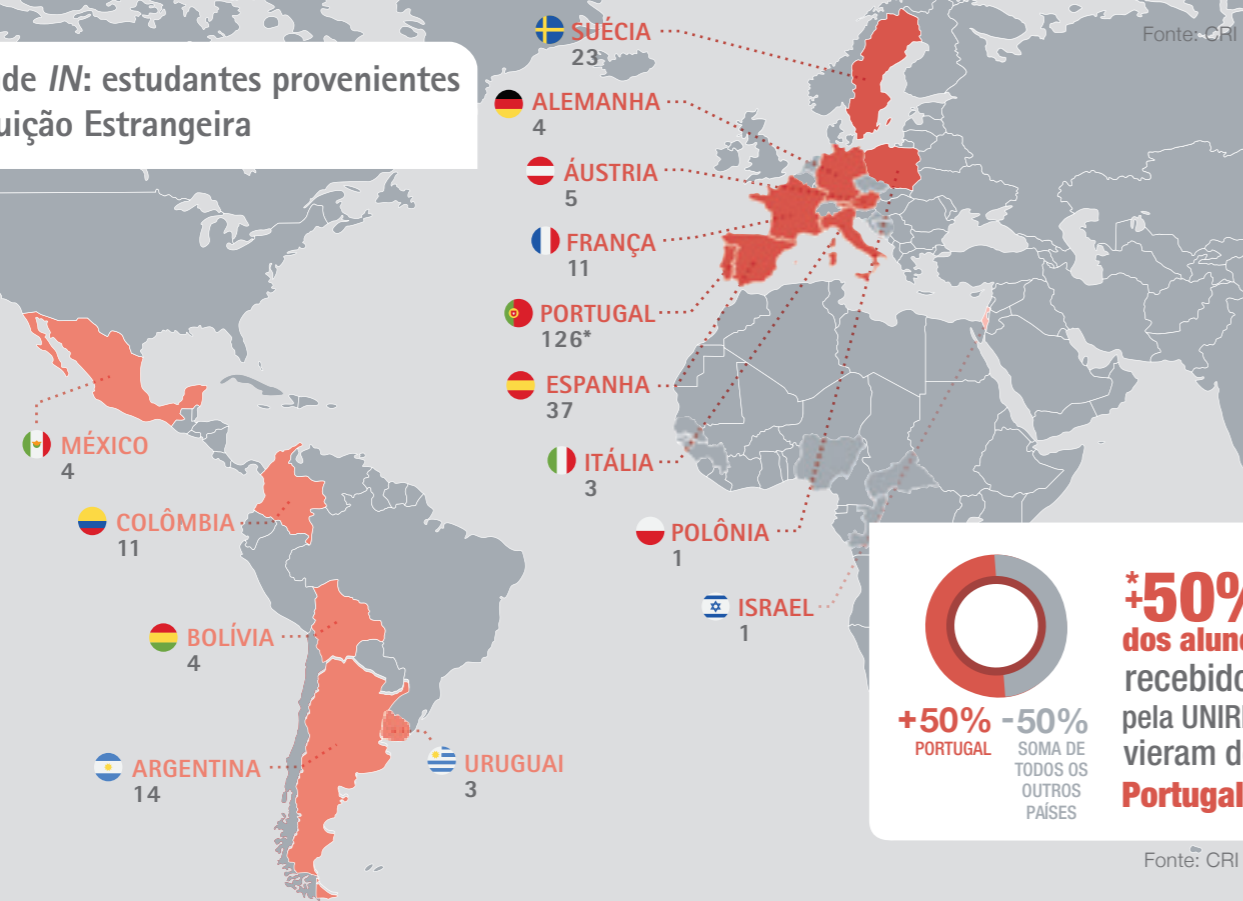 Fonte: CRI
de IN: estudantes provenientes
uição Estrangeira
SUÉCIA
23
ALEMANHA
4
ÁUSTRIA
5
FRANÇA
11
PORTUGAL
126*
ESPANHA
37
ITÁLIA
3
POLÔNIA
1
ISRAEL
1
MÉXICO
4
COLÔMBIA
11
BOLÍVIA
4
ARGENTINA
14
URUGUAI
3
+50%
PORTUGAL
-50%
SOMA DE
TODOS OS
OUTROS
PAÍSES
*+50%
dos alun
recebido
pela UNIR
vieram d
Portugal
Fonte: CRI